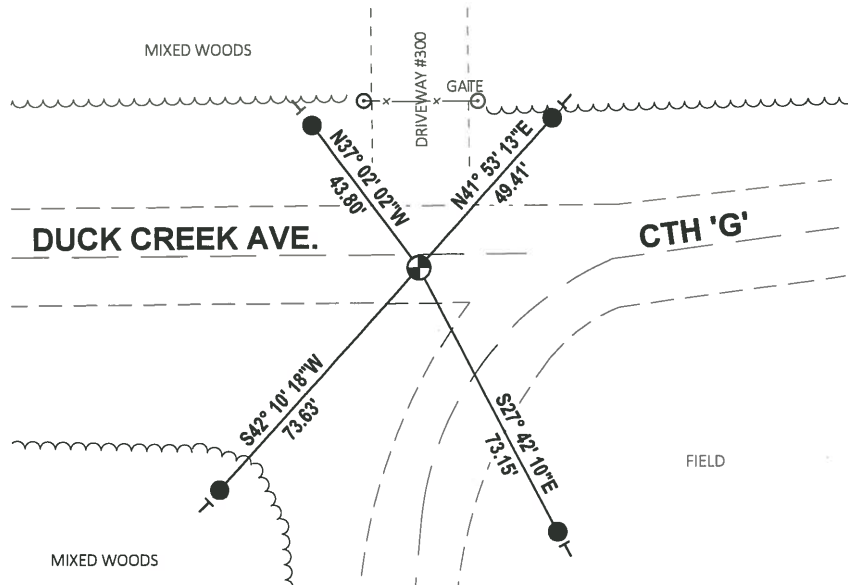 MIXED WOODS
DRIVEWAY #300
GATE
N37° 02' 02"W
43.80'
N41° 53' 13"E
49.41'
DUCK CREEK AVE.
CTH 'G'
S42° 10' 18"W
73.63'
S27° 42' 10"E
73.15'
FIELD
MIXED WOODS